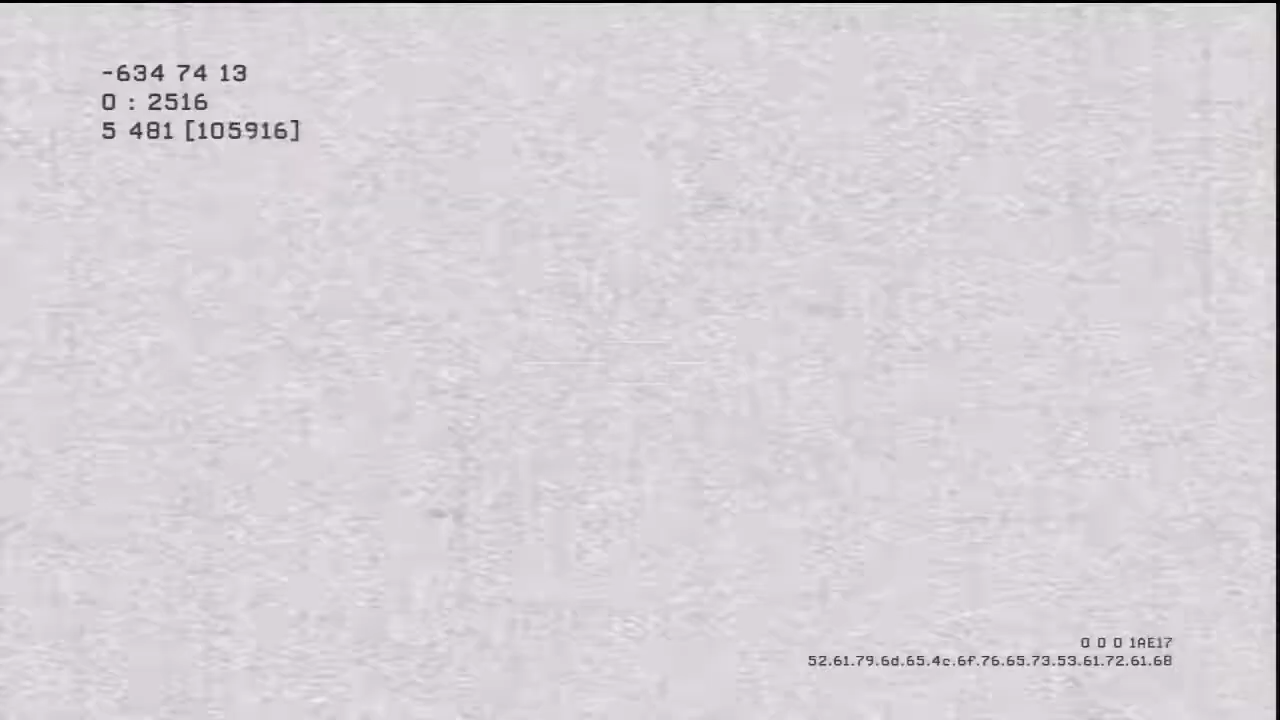 -634 74 13
0 : 2516
5 481 [105916]
0 0 0 1AE17
52.61.79.6d.65.4c.6f.76.65.73.53.61.72.61.68